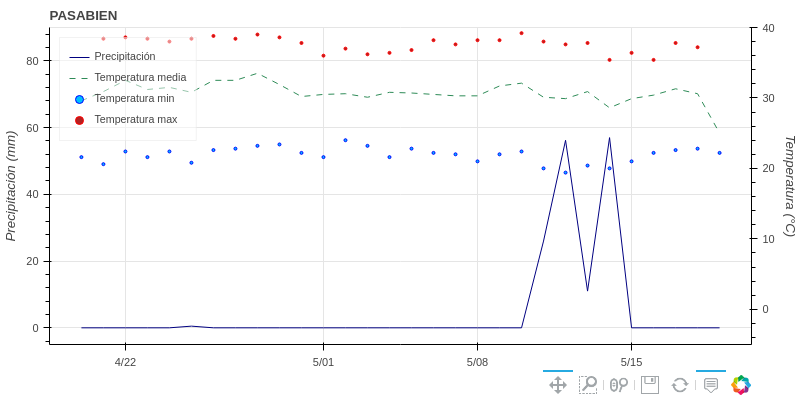 PASABIEN
Precipitación
Temperatura media
Temperatura min
Temperatura max
Precipitación (mm)
80
60
40
20
0
Temperatura (°C)
40
30
20
10
0
4/22
5/01
5/08
5/15